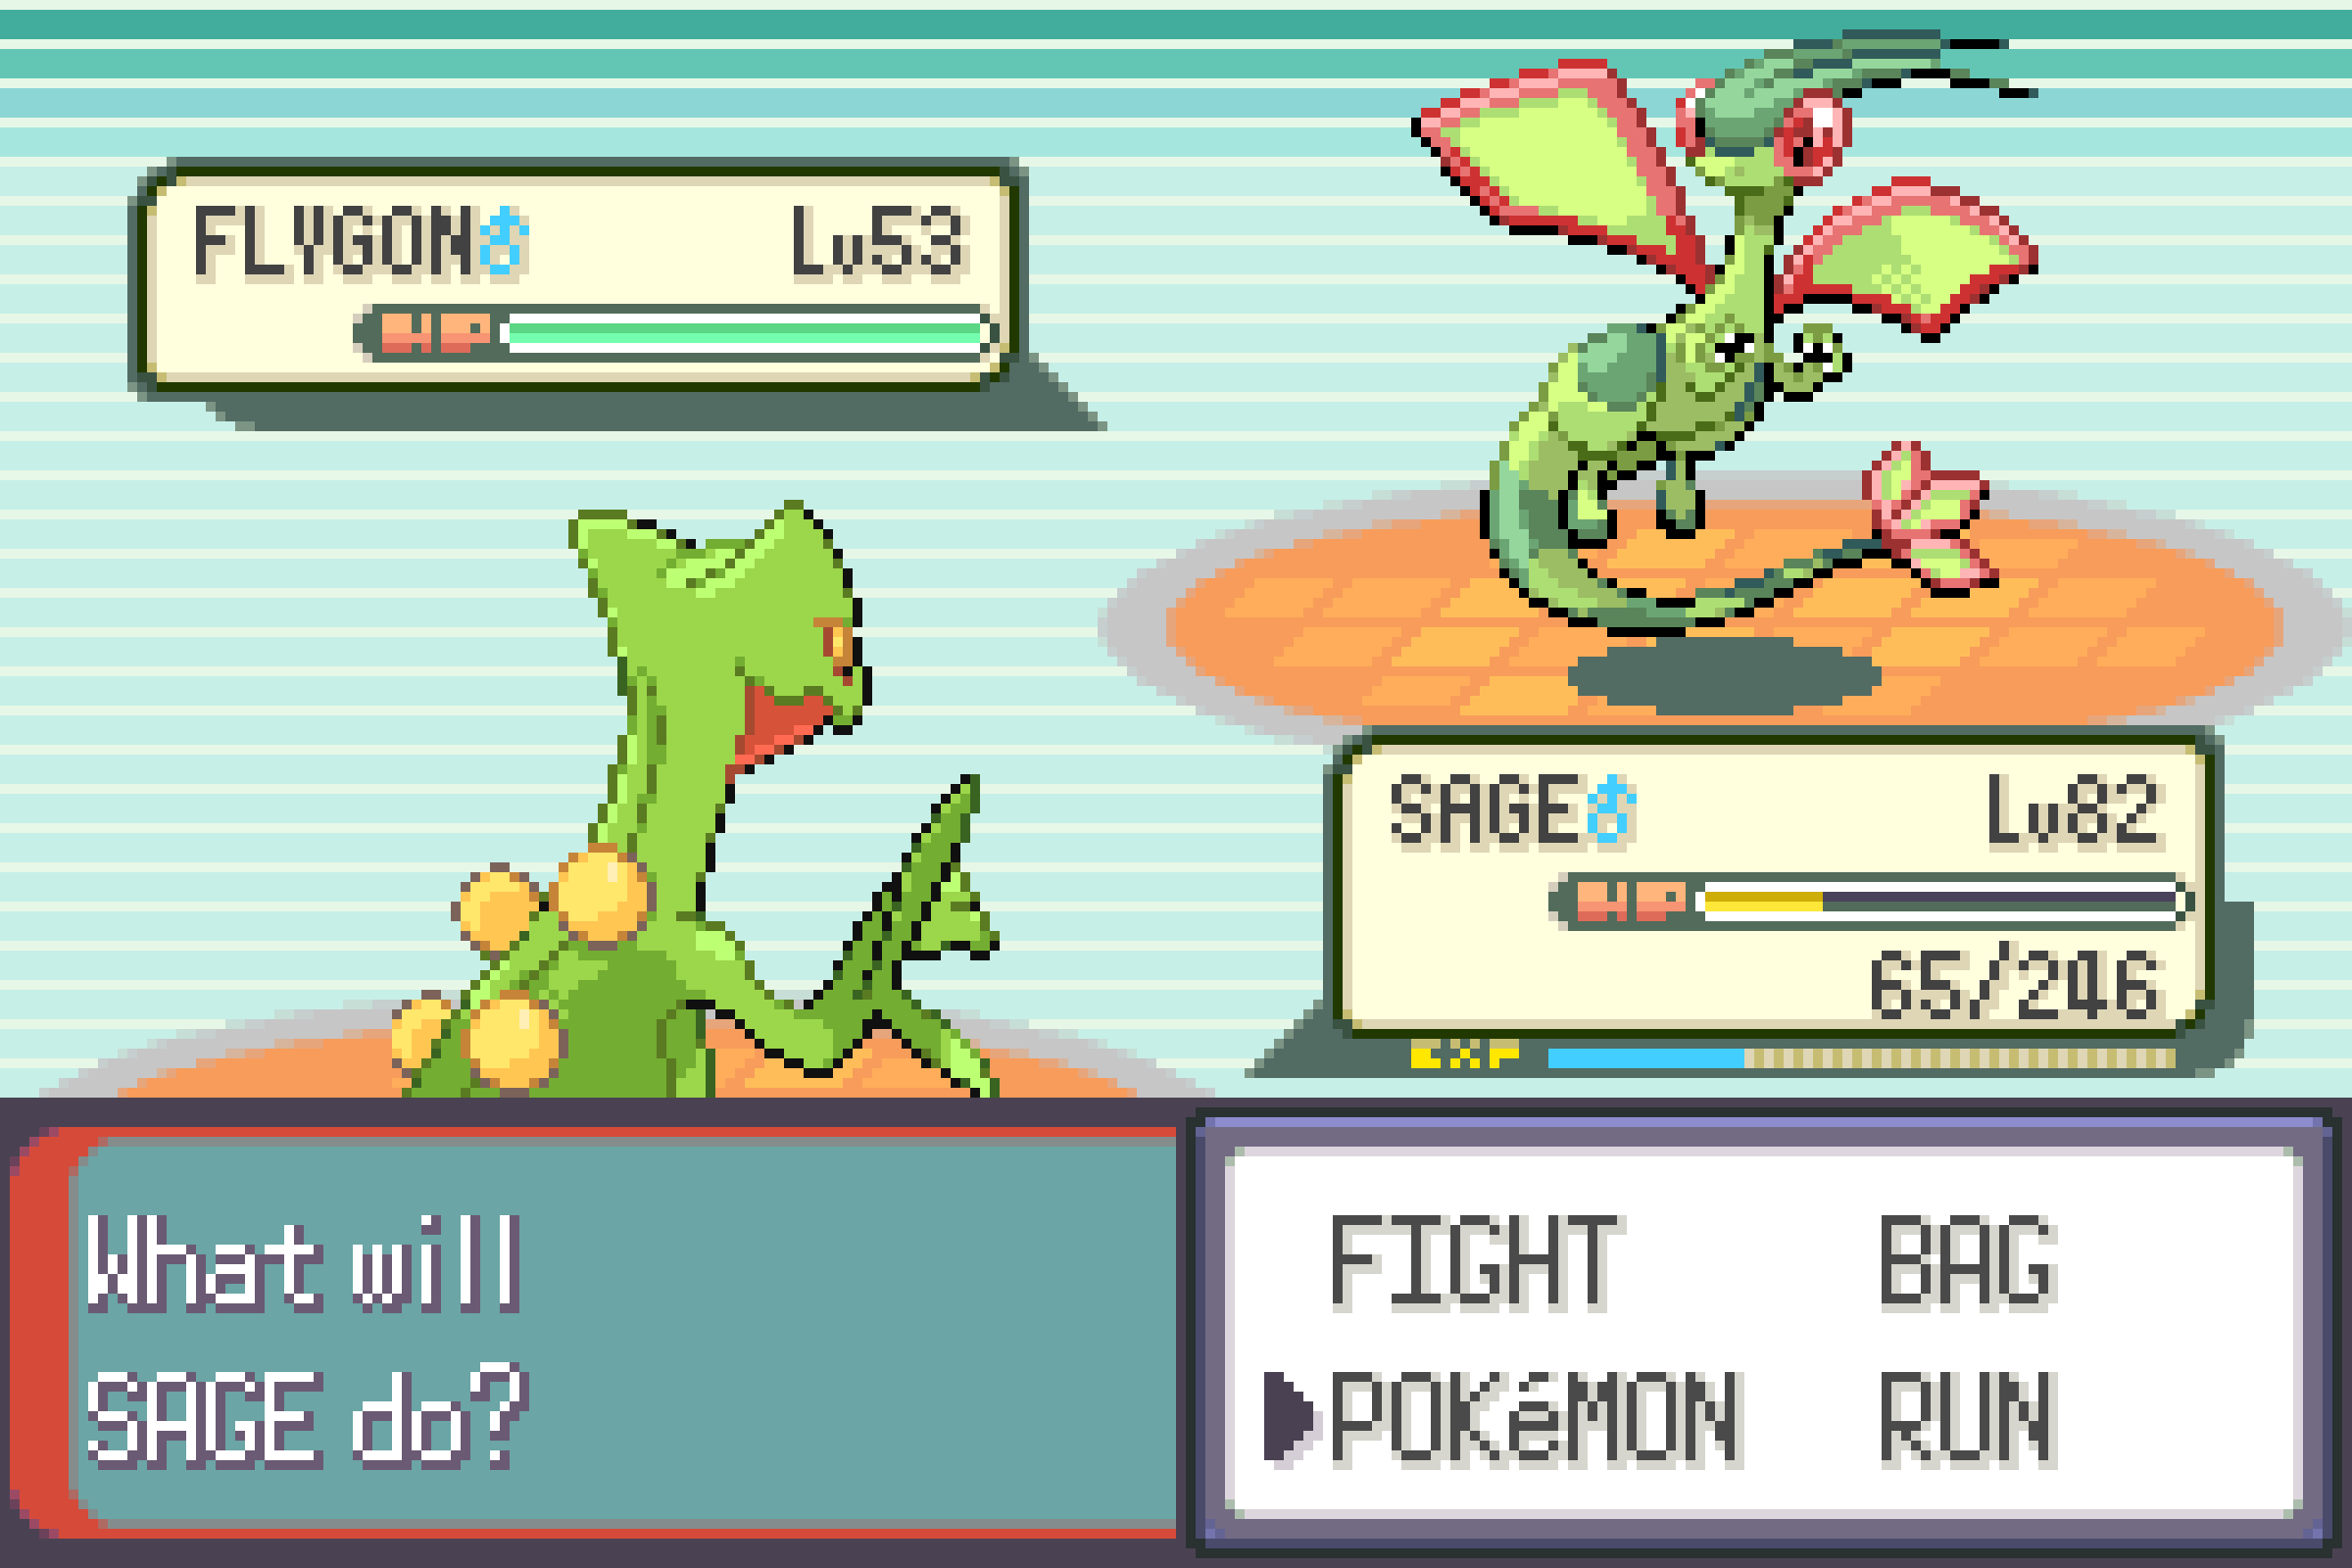 FLYGON♂ Lv53
HP
SAGE♂ Lv82
HP
65/246
EXP
What will
SAGE do?
FIGHT BAG
POKéMON RUN